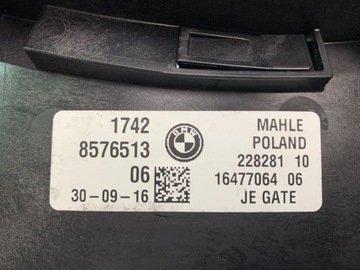 1742
8576513
06
30-09-16
BMW
MAHLE
POLAND
228281 10
16477064 06
JE GATE